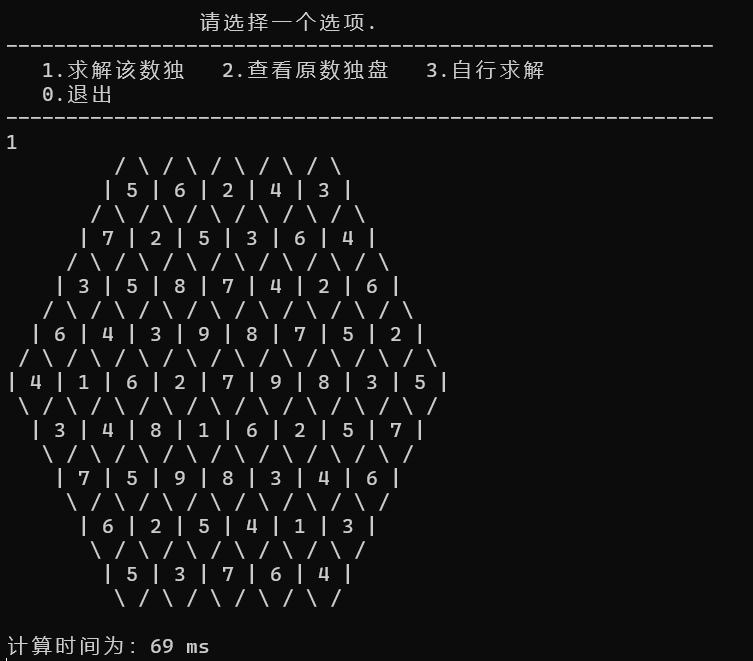 请选择一个选项.
-----------------------------------------------------------
1.求解该数独   2.查看原数独盘   3.自行求解
0.退出
-----------------------------------------------------------
1
         / \ / \ / \ / \ / \
        | 5 | 6 | 2 | 4 | 3 |
       / \ / \ / \ / \ / \ / \
      | 7 | 2 | 5 | 3 | 6 | 4 |
     / \ / \ / \ / \ / \ / \ / \
    | 3 | 5 | 8 | 7 | 4 | 2 | 6 |
   / \ / \ / \ / \ / \ / \ / \ / \
  | 6 | 4 | 3 | 9 | 8 | 7 | 5 | 2 |
 / \ / \ / \ / \ / \ / \ / \ / \ / \
| 4 | 1 | 6 | 2 | 7 | 9 | 8 | 3 | 5 |
 \ / \ / \ / \ / \ / \ / \ / \ / \ /
  | 3 | 4 | 8 | 1 | 6 | 2 | 5 | 7 |
   \ / \ / \ / \ / \ / \ / \ / \ /
    | 7 | 5 | 9 | 8 | 3 | 4 | 6 |
     \ / \ / \ / \ / \ / \ / \ /
      | 6 | 2 | 5 | 4 | 1 | 3 |
       \ / \ / \ / \ / \ / \ /
        | 5 | 3 | 7 | 6 | 4 |
         \ / \ / \ / \ / \ /
计算时间为: 69 ms